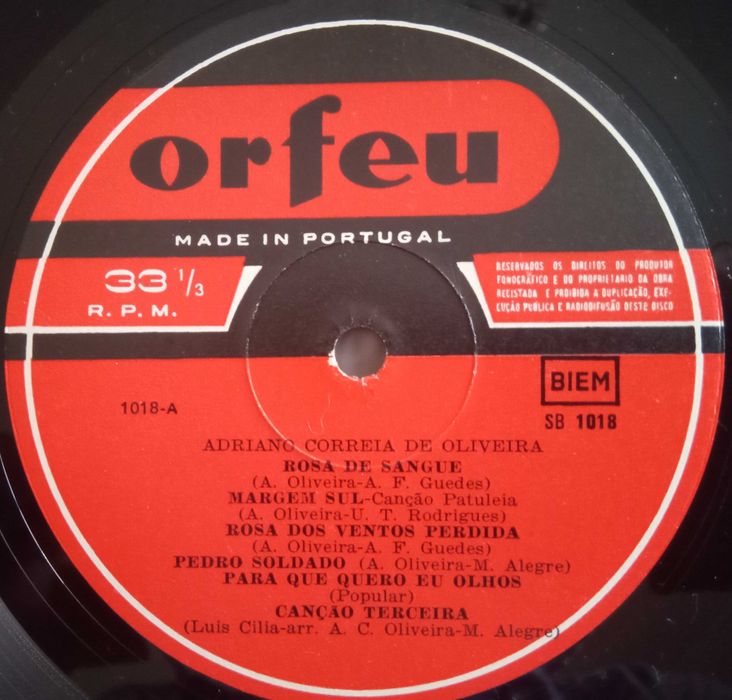 orfeu
MADE IN PORTUGAL
33 1/3
R. P. M.
RESERVADOS OS DIREITOS DO PRODUTOR
FONOGRÁFICO E DO PROPRIETARIO DA OBRA
REGISTADA E PROIBIDA A DUPLICAÇÃO, EXE-
CUÇÃO PUBLICA E RADIODIFUSÃO DESTE DISCO
BIEM
1018-A
SB 1018
ADRIANO CORREIA DE OLIVEIRA
ROSA DE SANGUE
(A. Oliveira-A. F. Guedes)
MARGEM SUL-Canção Patuleia
(A. Oliveira-U. T. Rodrigues)
ROSA DOS VENTOS PERDIDA
(A. Oliveira-A. F. Guedes)
PEDRO SOLDADO (A. Oliveira-M. Alegre)
PARA QUE QUERO EU OLHOS
(Popular)
CANÇÃO TERCEIRA
(Luis Cilia-arr. A. C. Oliveira-M. Alegre)